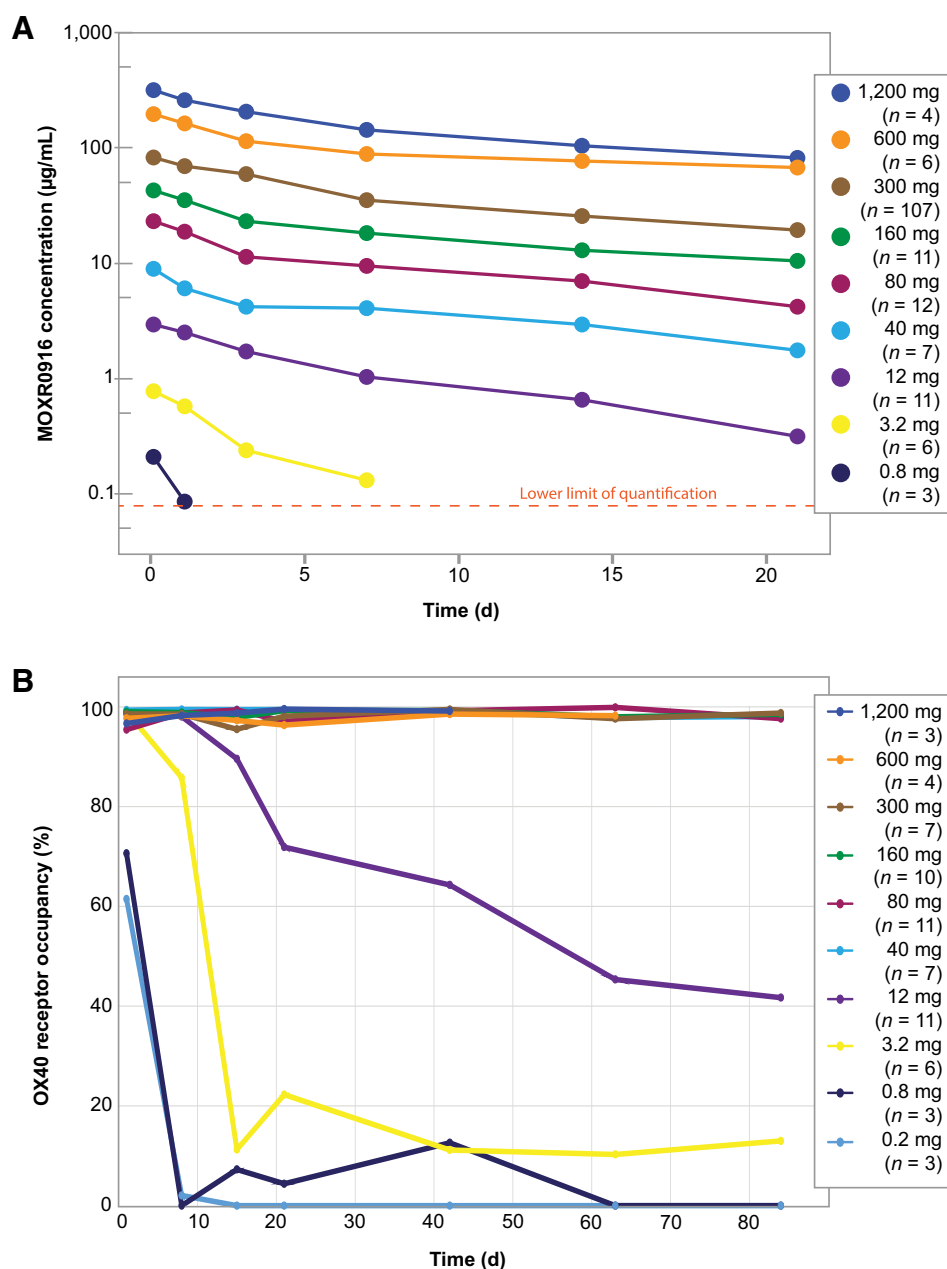 A
MOXR0916 concentration (µg/mL)
1,000
100
10
1
0.1
Lower limit of quantification
0
5
10
15
20
Time (d)
1,200 mg
(n = 4)
600 mg
(n = 6)
300 mg
(n = 107)
160 mg
(n = 11)
80 mg
(n = 12)
40 mg
(n = 7)
12 mg
(n = 11)
3.2 mg
(n = 6)
0.8 mg
(n = 3)
B
OX40 receptor occupancy (%)
100
80
60
40
20
0
0
10
20
30
40
50
60
70
80
Time (d)
1,200 mg
(n = 3)
600 mg
(n = 4)
300 mg
(n = 7)
160 mg
(n = 10)
80 mg
(n = 11)
40 mg
(n = 7)
12 mg
(n = 11)
3.2 mg
(n = 6)
0.8 mg
(n = 3)
0.2 mg
(n = 3)